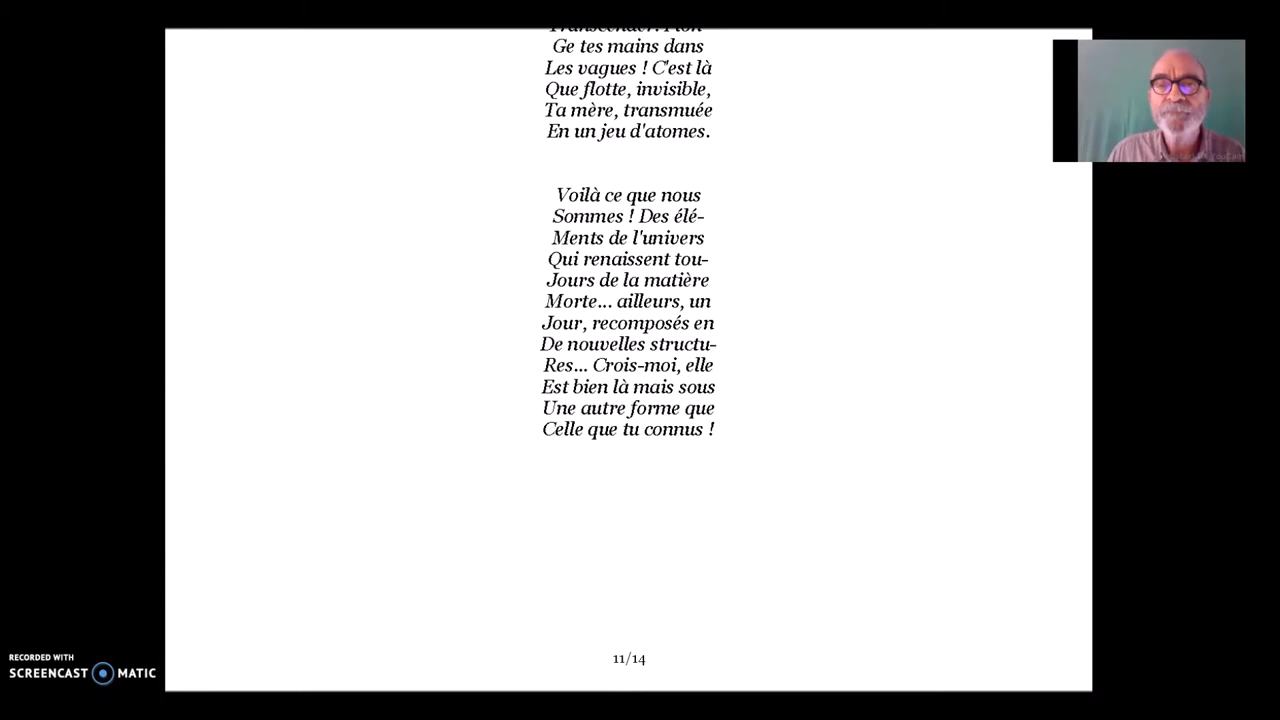 Ge tes mains dans
Les vagues ! C'est là
Que flotte, invisible,
Ta mère, transmuée
En un jeu d'atomes.
Voilà ce que nous
Sommes ! Des élé-
Ments de l'univers
Qui renaissent tou-
Jours de la matière
Morte... ailleurs, un
Jour, recomposés en
De nouvelles structu-
Res... Crois-moi, elle
Est bien là mais sous
Une autre forme que
Celle que tu connus !
11/14
RECORDED WITH
SCREENCAST MATIC